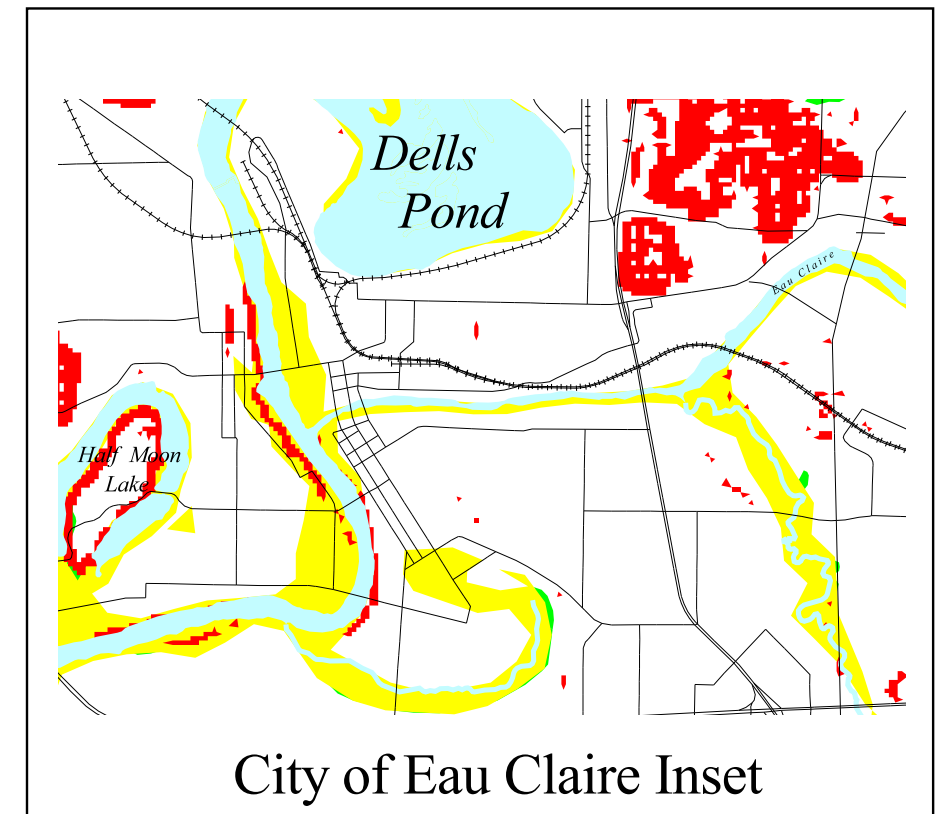 Dells
Pond
Eau Claire
Half Moon
Lake
City of Eau Claire Inset